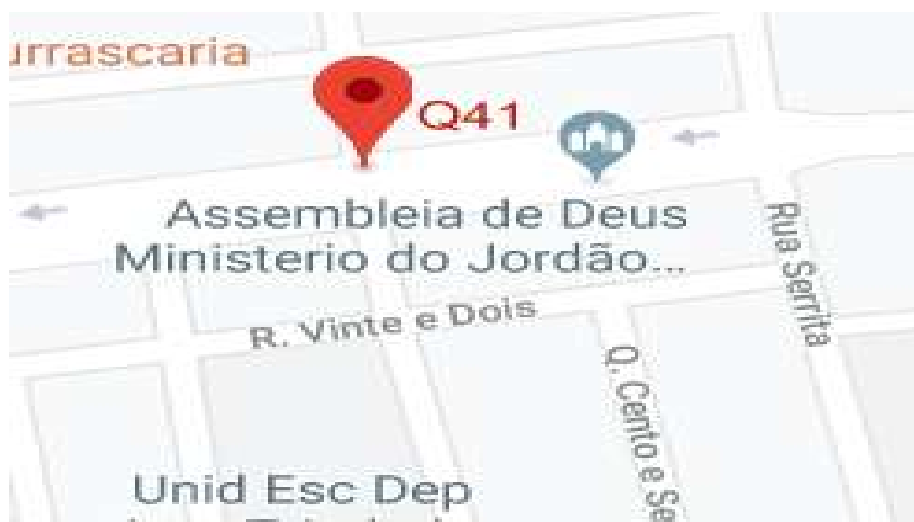 urrascaria
Q41
Assembleia de Deus
Ministerio do Jordão...
Rua Serrita
R. Vinte e Dois
Q. Cento e Se
Unid Esc Dep